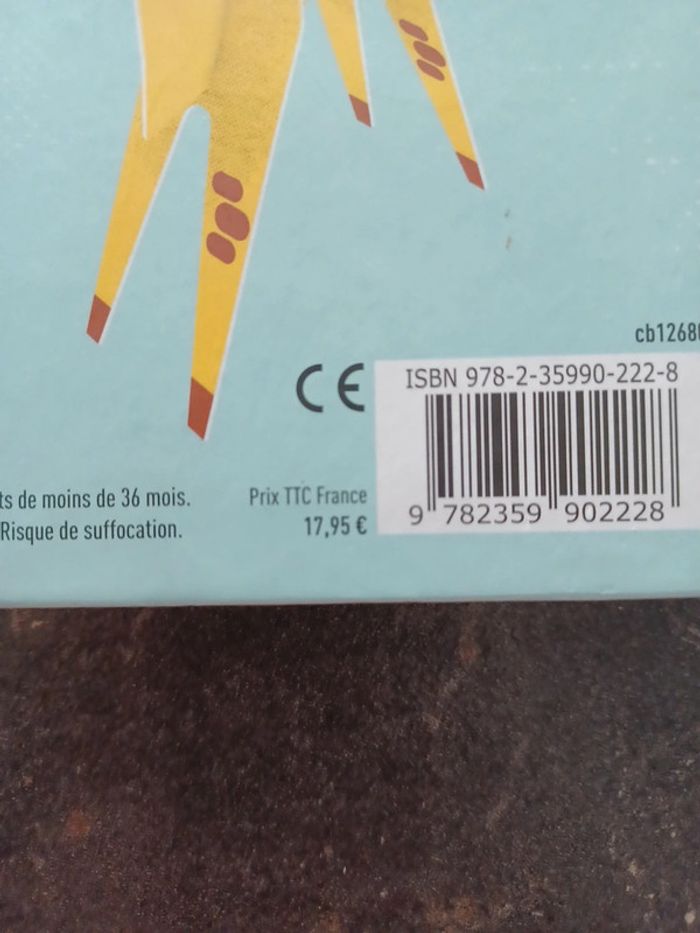 cb1268
CE
ISBN 978-2-35990-222-8
ts de moins de 36 mois.
Risque de suffocation.
Prix TTC France
17,95 €
9 782359 902228